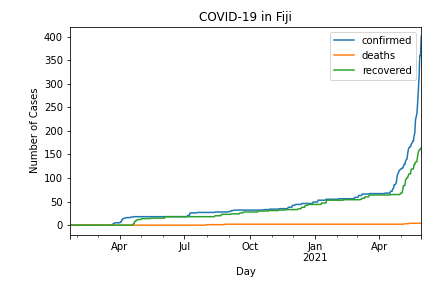 COVID-19 in Fiji
confirmed
deaths
recovered
Number of Cases
400
350
300
250
200
150
100
50
0
Apr
Jul
Oct
Jan
2021
Apr
Day